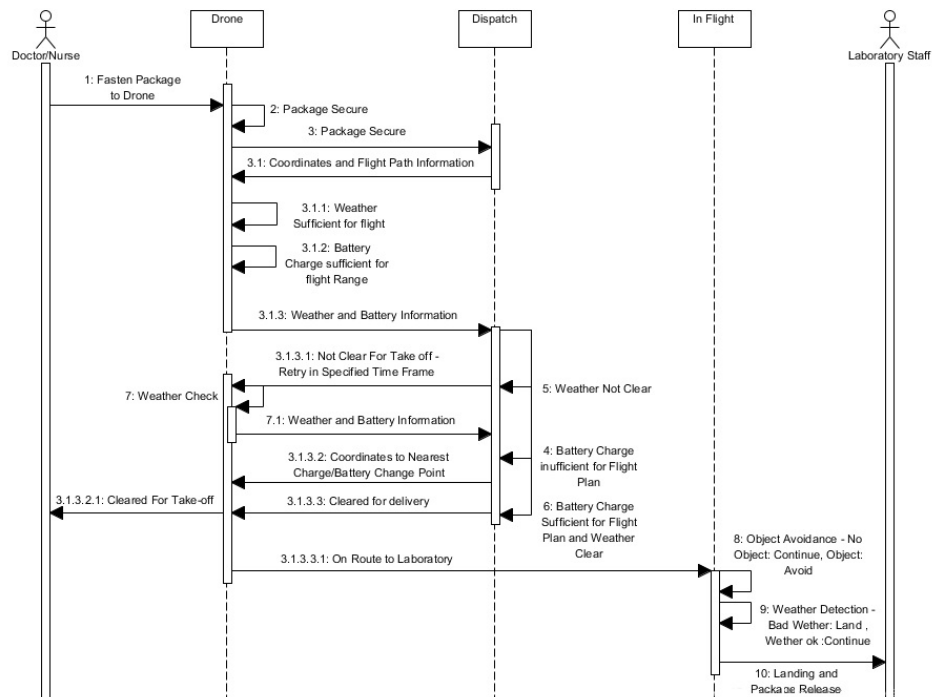 Drone
Dispatch
In Flight
Doctor/Nurse
Laboratory Staff
1: Fasten Package
to Drone
2: Package Secure
3: Package Secure
3.1: Coordinates and Flight Path Information
3.1.1: Weather
Sufficient for flight
3.1.2: Battery
Charge sufficient for
flight Range
3.1.3: Weather and Battery Information
3.1.3.1: Not Clear For Take off -
Retry in Specified Time Frame
5: Weather Not Clear
7: Weather Check
7.1: Weather and Battery Information
4: Battery Charge
inufficient for Flight
Plan
3.1.3.2: Coordinates to Nearest
Charge/Battery Change Point
3.1.3.2.1: Cleared For Take-off
3.1.3.3: Cleared for delivery
6: Battery Charge
Sufficient for Flight
Plan and Weather
Clear
8: Object Avoidance - No
Object: Continue, Object:
Avoid
3.1.3.3.1: On Route to Laboratory
9: Weather Detection -
Bad Wether: Land ,
Wether ok :Continue
10: Landing and
Package Release